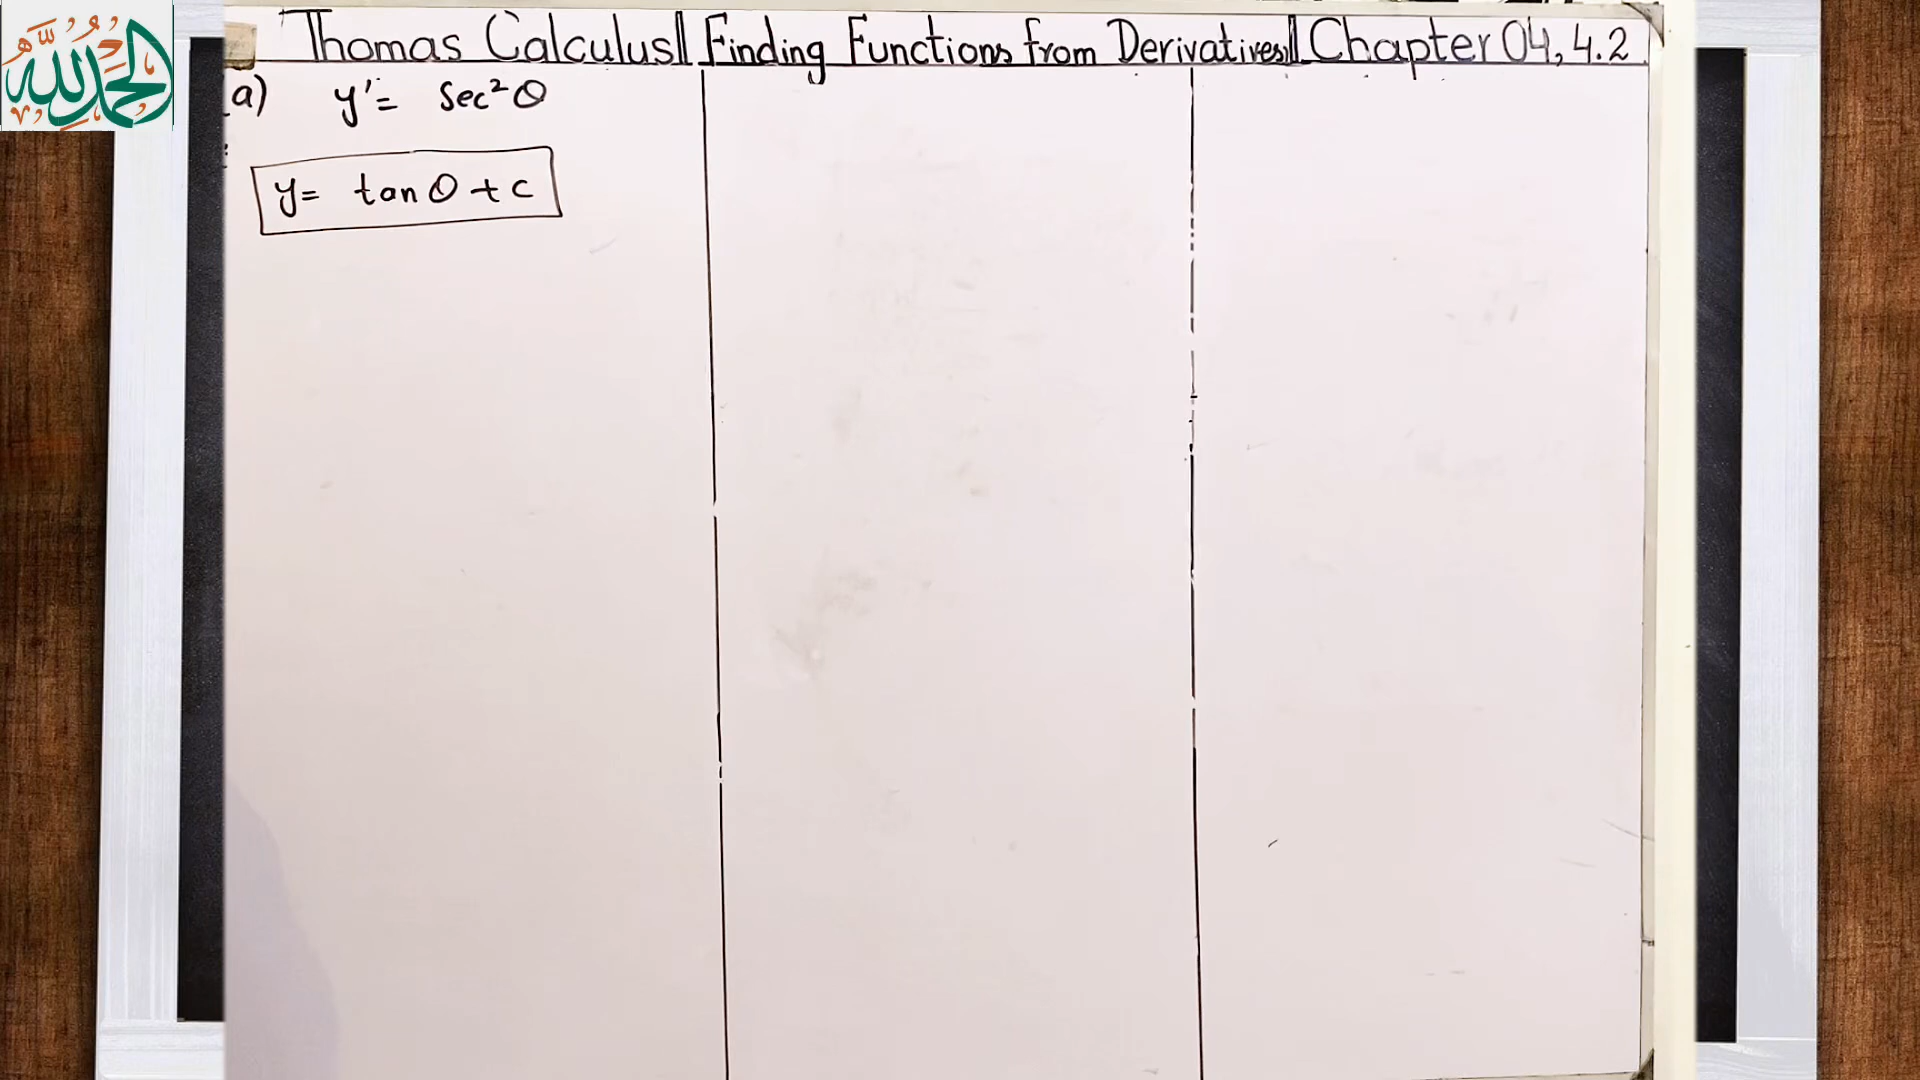 الحمد لله
Thomas Calculus|| Finding Functions from Derivatives|| Chapter 04, 4.2
a) y' = sec²θ
y = tan θ + c